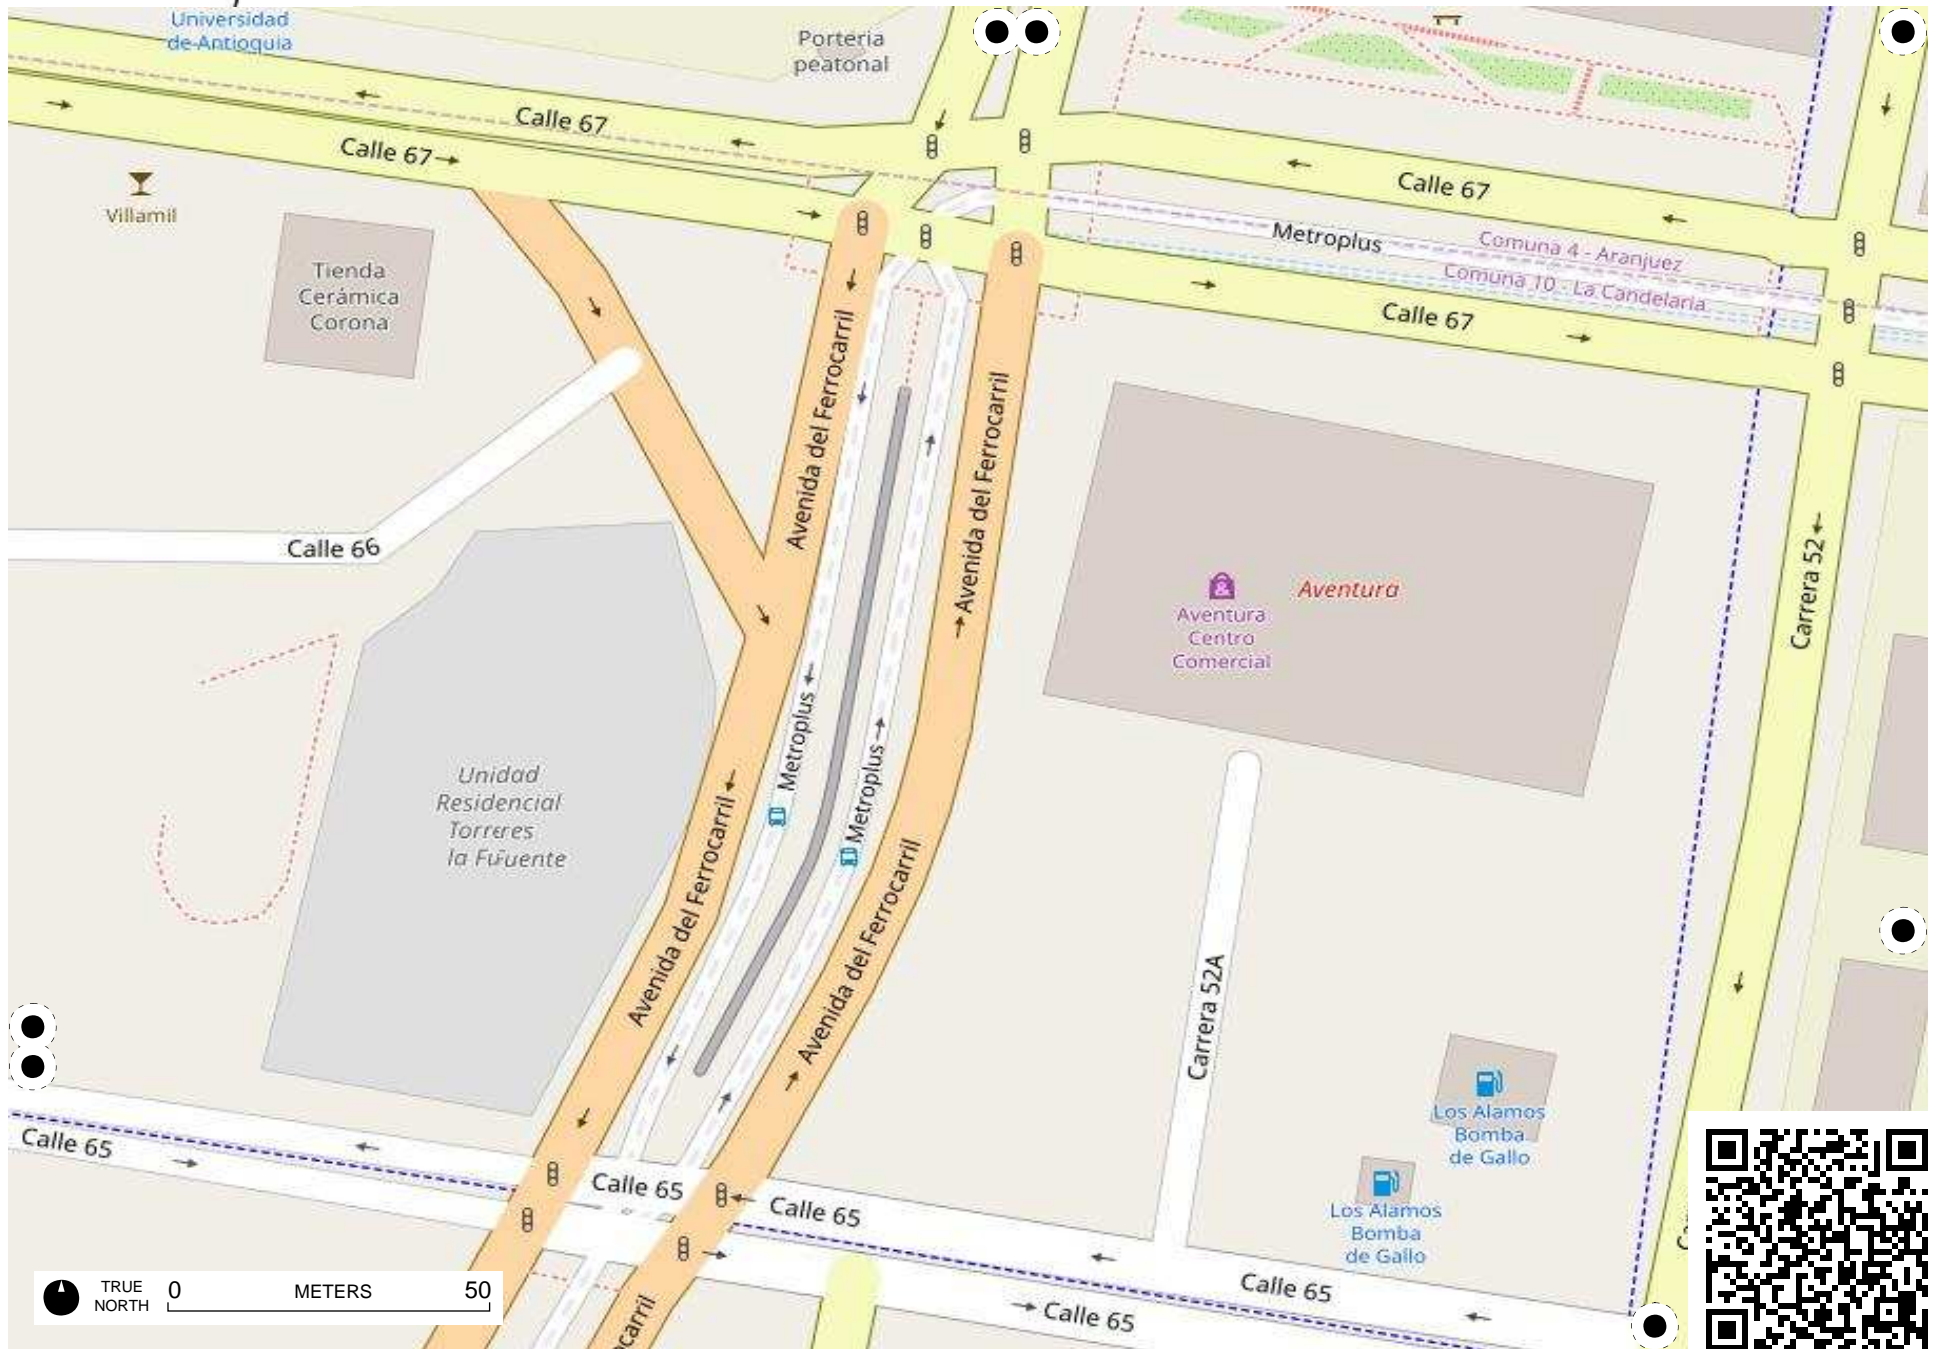 Universidad
de Antioquia
Porteria
peatonal
Calle 67
Calle 67
Calle 67
Villamil
Metroplus
Comuna 4 - Aranjuez
Comuna 10 - La Candelaria
Calle 67
Tienda
Cerámica
Corona
Avenida del Ferrocarril
Avenida del Ferrocarril
Calle 66
Carrera 52
Aventura
Aventura
Centro
Comercial
Metroplus
Metroplus
Unidad
Residencial
la
Avenida del Ferrocarril
Avenida del Ferrocarril
Carrera 52A
Los Alamos
Bomba
de Gallo
Calle 65
Calle 65
Calle 65
Los Alamos
Bomba
de Gallo
Calle 65
Calle 65
TRUE
NORTH
0 METERS 50
ocarril